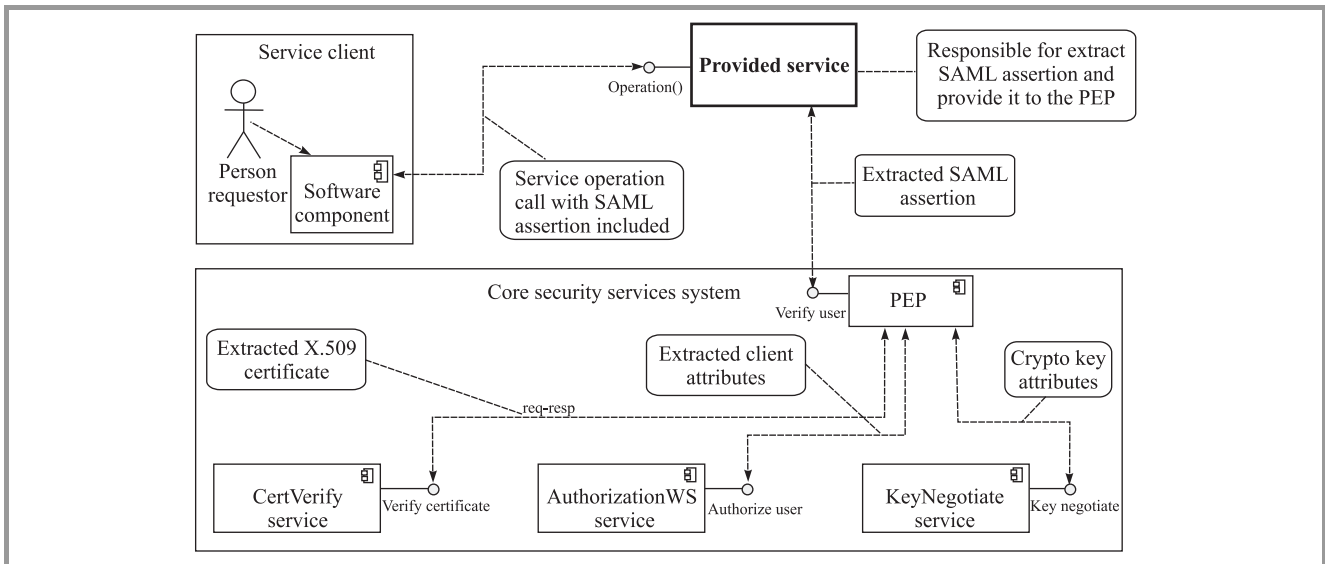 Service client
Person
requestor
Software
component
Operation()
Provided service
Responsible for extract
SAML assertion and
provide it to the PEP
Service operation
call with SAML
assertion included
Extracted SAML
assertion
Core security services system
Verify user
PEP
Extracted X.509
certificate
Extracted client
attributes
Crypto key
attributes
req-resp
CertVerify
service
Verify certificate
AuthorizationWS
service
Authorize user
KeyNegotiate
service
Key negotiate